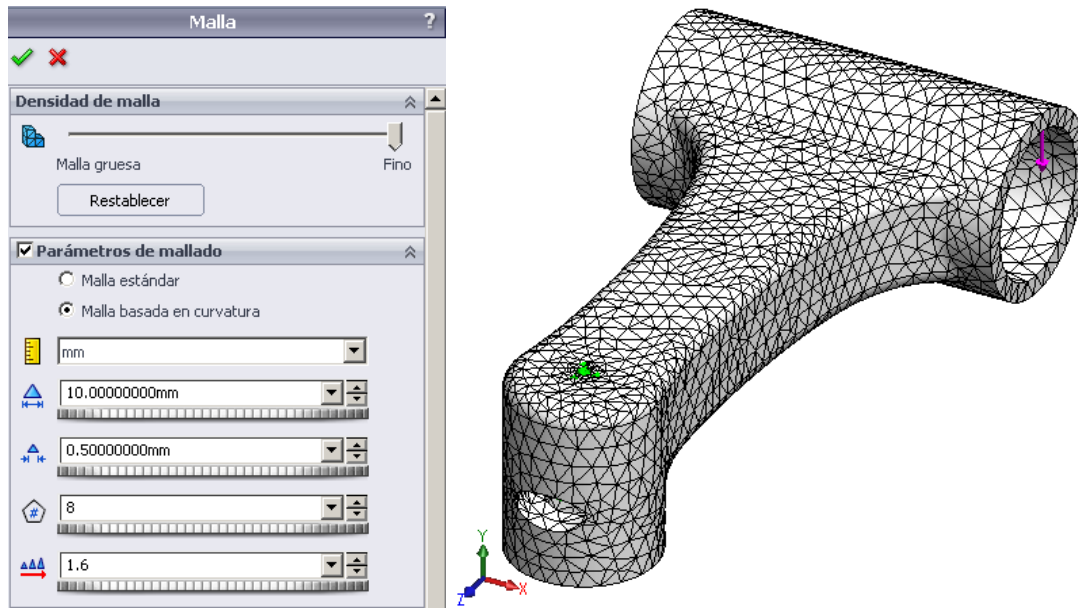 Malla ?
Densidad de malla
Malla gruesa Fino
Restablecer
Parámetros de mallado
Malla estándar
Malla basada en curvatura
mm
10.00000000mm
0.50000000mm
#
8
1.6
Y
X
Z